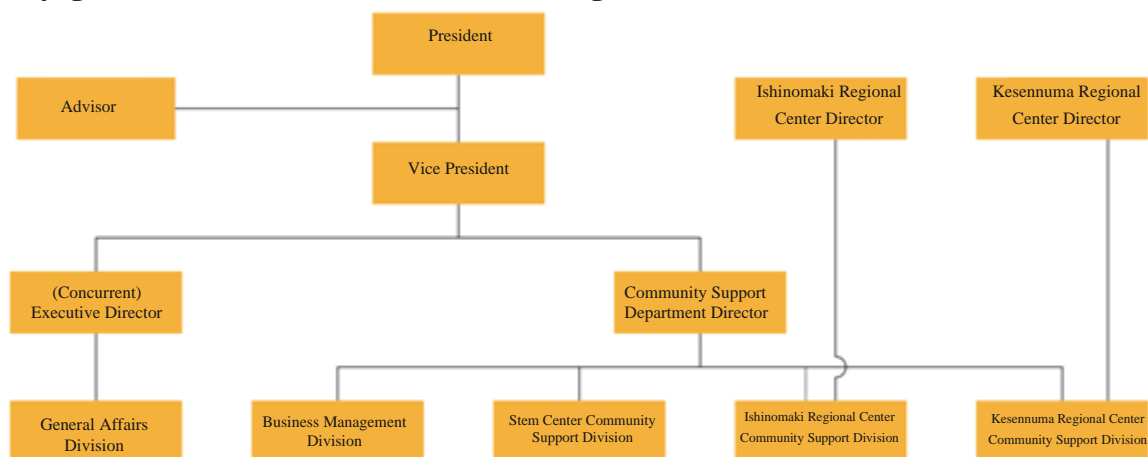 President
Advisor
Ishinomaki Regional
Center Director
Kesennuma Regional
Center Director
Vice President
(Concurrent)
Executive Director
Community Support
Department Director
General Affairs
Division
Business Management
Division
Stem Center Community
Support Division
Ishinomaki Regional Center
Community Support Division
Kesennuma Regional Center
Community Support Division